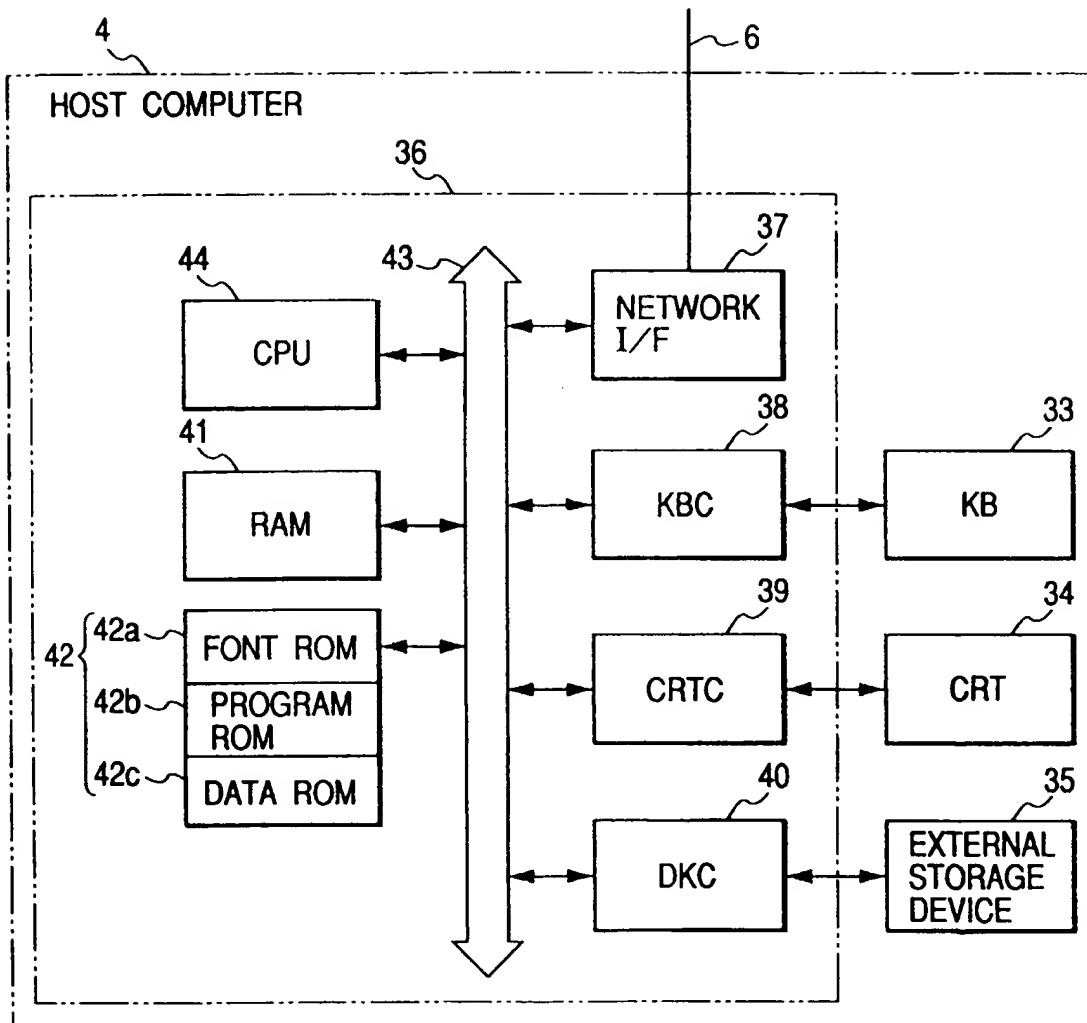 4
6
HOST COMPUTER
36
44
43
37
CPU
NETWORK
I/F
41
38
33
RAM
KBC
KB
39
34
42
42a
FONT ROM
CRTC
CRT
42b
PROGRAM
ROM
42c
DATA ROM
40
35
DKC
EXTERNAL
STORAGE
DEVICE